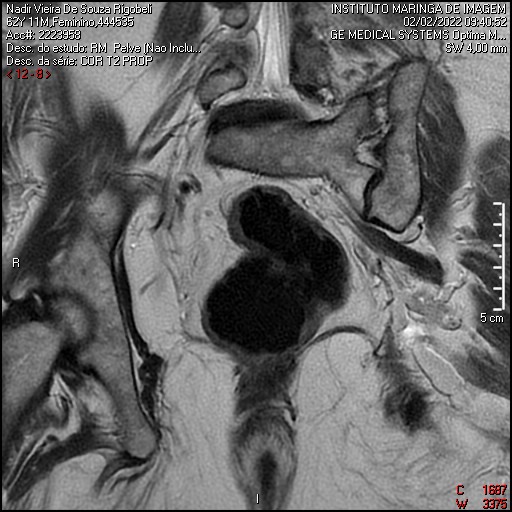 Nadir Vieira De Souza Rigobeli
62Y 11M,Feminino,444535
Acc#: 2223953
Desc. do estudo: RM Pelve (Nao Inclu...
Desc. da série: COR T2 PROP
<12-8>
INSTITUTO MARINGA DE IMAGEM
02/02/2022 09:40:52
GE MEDICAL SYSTEMS Optima M...
SW 4,00 mm
R
5 cm
I
C 1687
W 3375